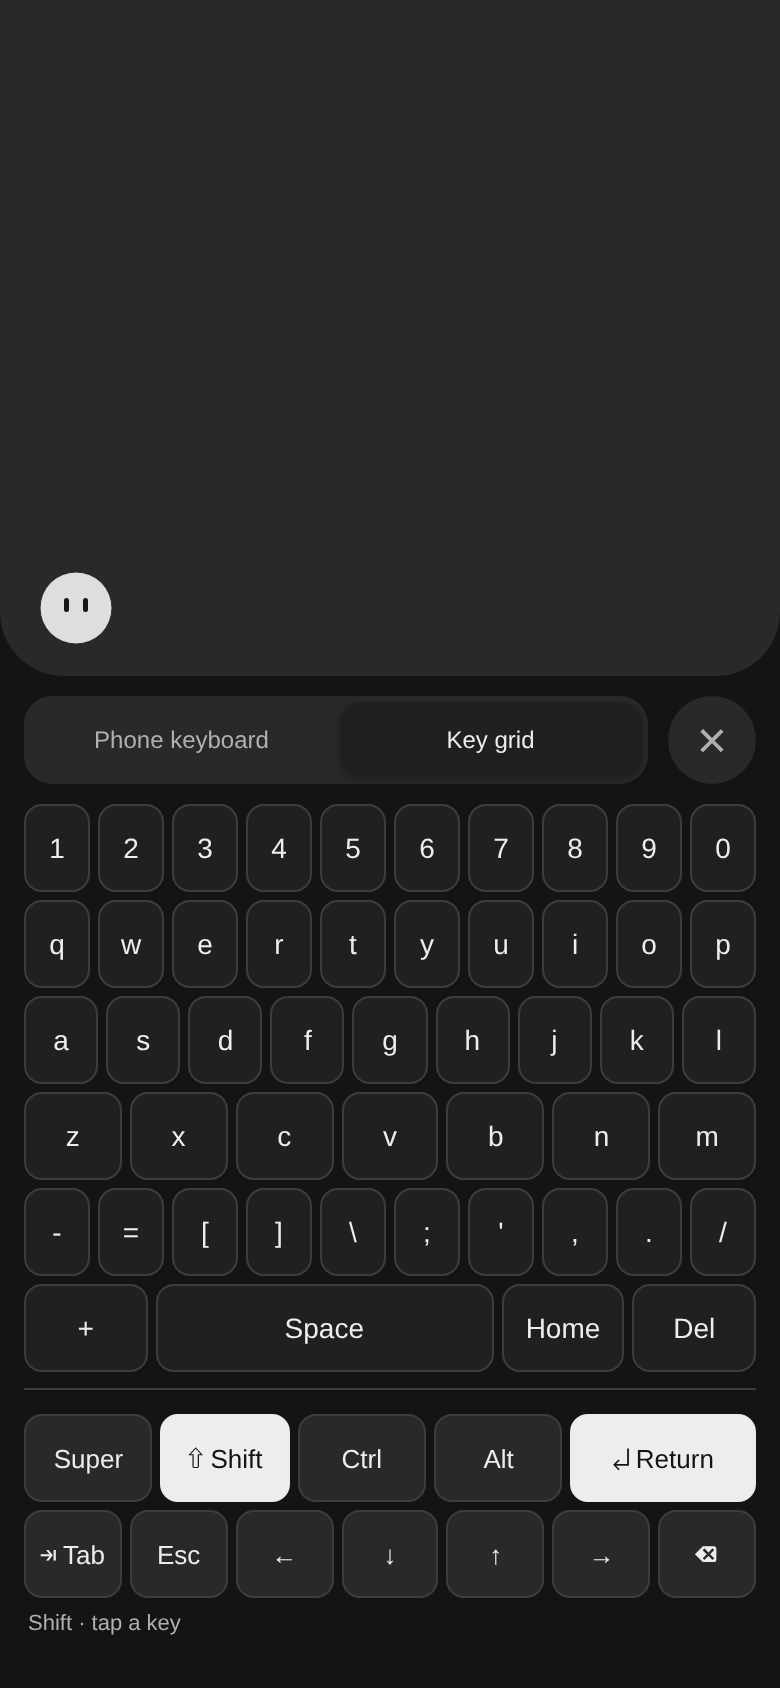 Phone keyboard Key grid
1 2 3 4 5 6 7 8 9 0
q w e r t y u i o p
a s d f g h j k l
z x c v b n m
- = [ ] \ ; ' , . /
+ Space Home Del
Super ⇧ Shift Ctrl Alt ↵ Return
⇥ Tab Esc ← ↓ ↑ → ⌫
Shift · tap a key